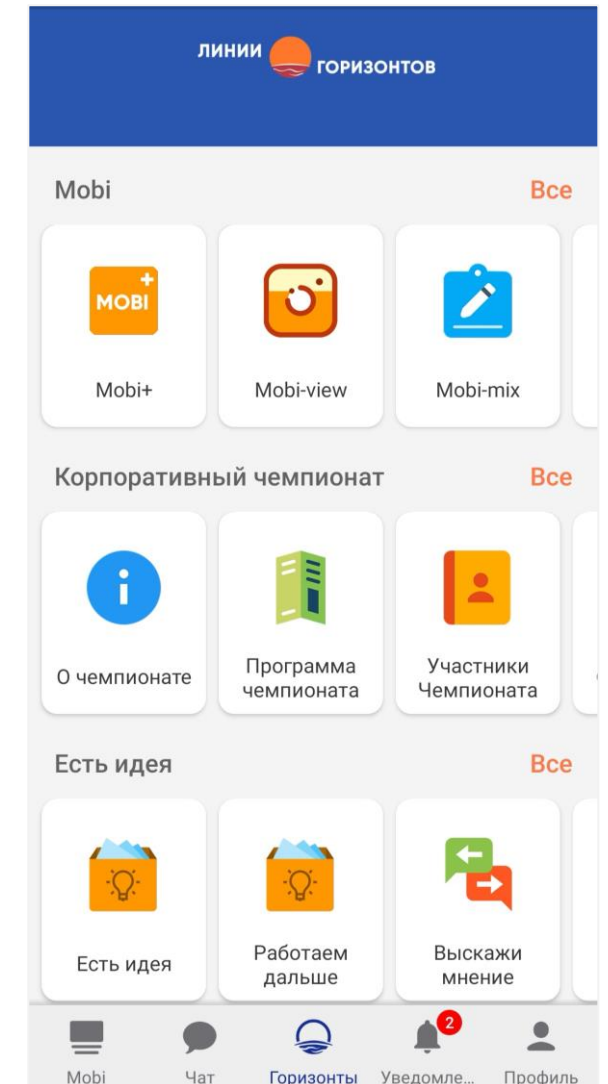 ЛИНИИ ГОРИЗОНТОВ
Mobi Все
MOBI+
Mobi+ Mobi-view Mobi-mix
Корпоративный чемпионат Все
i
О чемпионате
Программа
чемпионата
Участники
Чемпионата
Есть идея Все
Есть идея
Работаем
дальше
Выскажи
мнение
2
Mobi Чат Горизонты Уведомле... Профиль